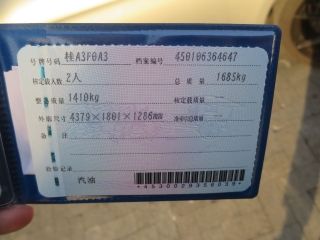 号牌号码 桂A3F0A3 档案编号 450106364647
核定载人数 2人 总质量 1685kg
整备质量 1410kg 核定载质量
外廓尺寸 4379×1801×1286mm 准牵引总质量
备注
检验记录
汽油